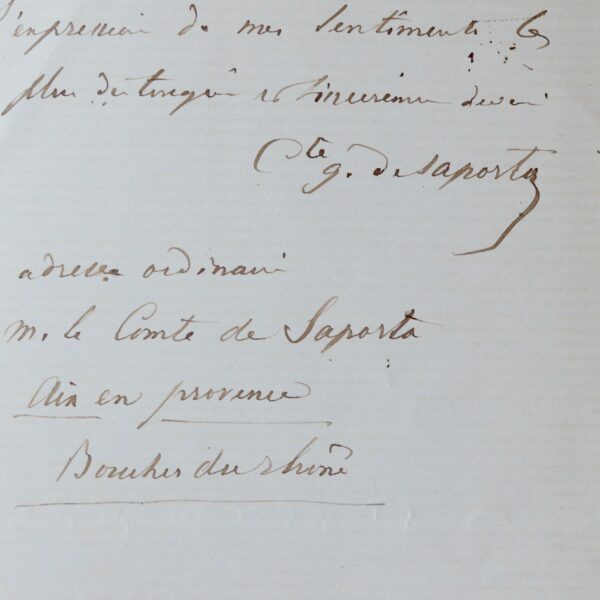 l'expression de mes sentiments les
plus distingués et sincèrement dévoués
Cte g. de Saporta
adresse ordinaire
m. le Comte de Saporta
Aix en provence
Bouches du rhône